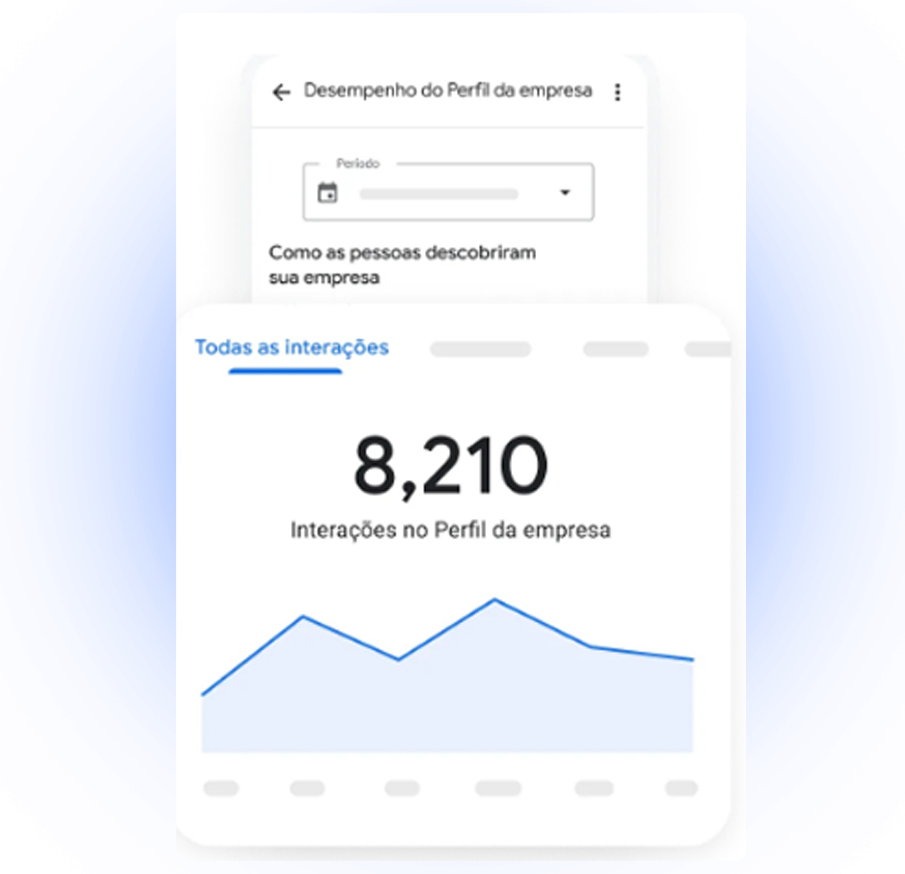 Desempenho do Perfil da empresa
Período
Como as pessoas descobriram
sua empresa
Todas as interações
8,210
Interações no Perfil da empresa